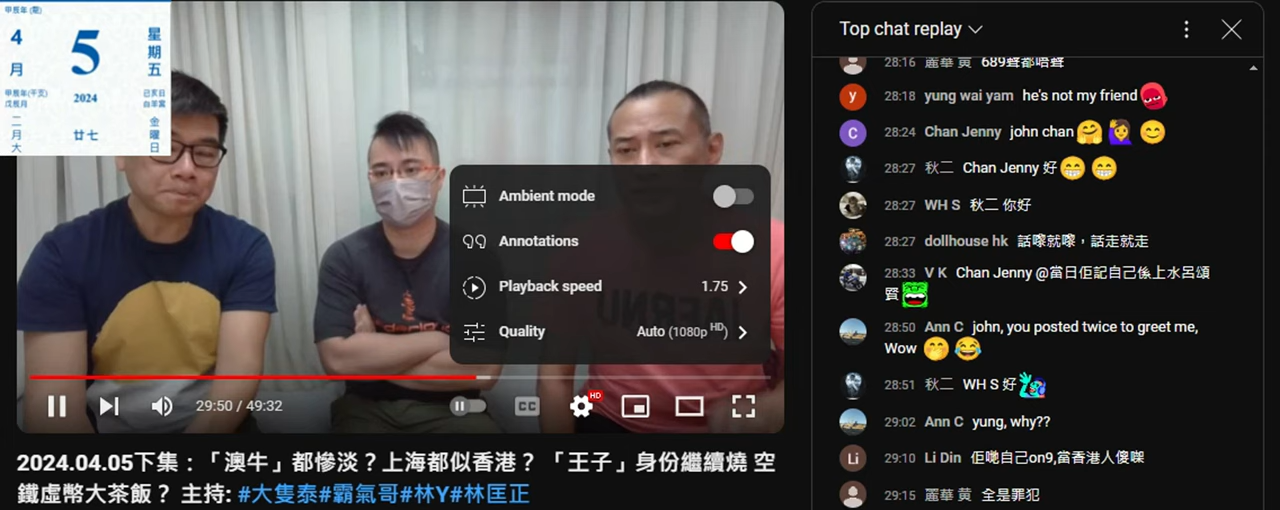 甲辰年 (龍)
4
月
5
星期五
甲辰年(干支)
戊辰月
2024
己亥日
二月大
廿七
金曜日
Ambient mode
Annotations
Playback speed 1.75
Quality Auto (1080p HD)
29:50 / 49:32
CC
HD
2024.04.05下集：「澳牛」都慘淡？上海都似香港？ 「王子」身份繼續燒 空
鐵虛幣大茶飯？ 主持: #大隻泰#霸氣哥#林Y#林匡正
Top chat replay
28:16 麗華 黃 689聲都唔聲
28:18 yung wai yam he's not my friend
28:24 Chan Jenny john chan
28:27 秋二 Chan Jenny 好
28:27 WH S 秋二 你好
28:27 dollhouse hk 話嚟就嚟，話走就走
28:33 V K Chan Jenny @當日佢記自己係上水呂頌
賢
28:50 Ann C john, you posted twice to greet me,
Wow
28:51 秋二 WH S 好
29:02 Ann C yung, why??
29:10 Li Din 佢哋自己on9,當香港人傻㗎
29:15 麗華 黃 全是罪犯